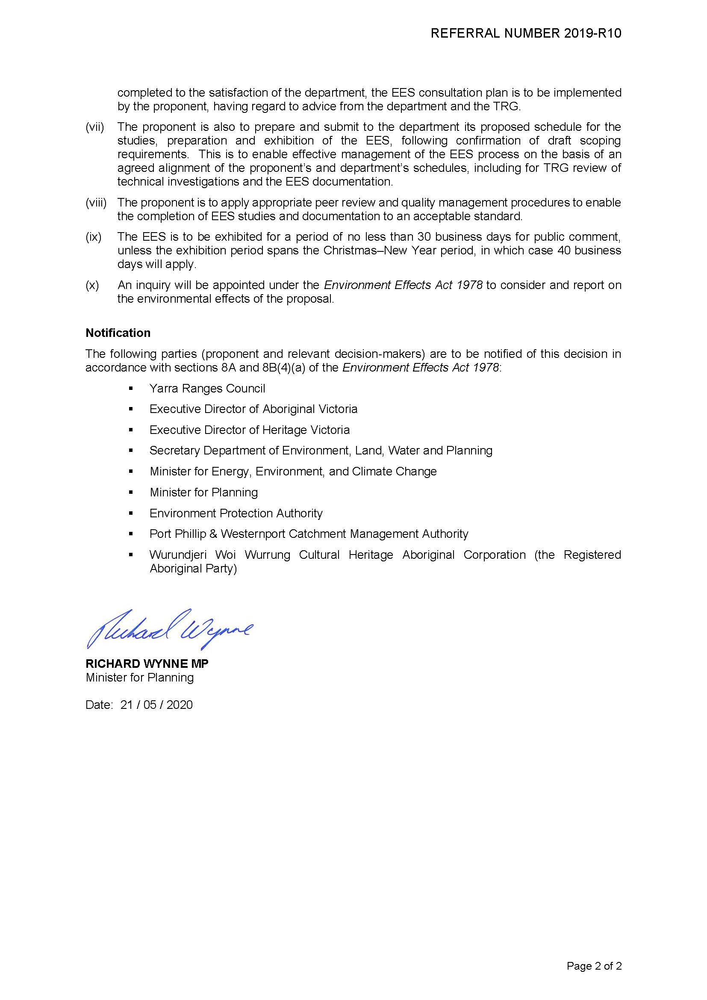 REFERRAL NUMBER 2019-R10
completed to the satisfaction of the department, the EES consultation plan is to be implemented
by the proponent, having regard to advice from the department and the TRG.
(vii) The proponent is also to prepare and submit to the department its proposed schedule for the
studies, preparation and exhibition of the EES, following confirmation of draft scoping
requirements. This is to enable effective management of the EES process on the basis of an
agreed alignment of the proponent's and department's schedules, including for TRG review of
technical investigations and the EES documentation.
(viii) The proponent is to apply appropriate peer review and quality management procedures to enable
the completion of EES studies and documentation to an acceptable standard.
(ix) The EES is to be exhibited for a period of no less than 30 business days for public comment,
unless the exhibition period spans the Christmas–New Year period, in which case 40 business
days will apply.
(x) An inquiry will be appointed under the Environment Effects Act 1978 to consider and report on
the environmental effects of the proposal.
Notification
The following parties (proponent and relevant decision-makers) are to be notified of this decision in
accordance with sections 8A and 8B(4)(a) of the Environment Effects Act 1978:
▪ Yarra Ranges Council
▪ Executive Director of Aboriginal Victoria
▪ Executive Director of Heritage Victoria
▪ Secretary Department of Environment, Land, Water and Planning
▪ Minister for Energy, Environment, and Climate Change
▪ Minister for Planning
▪ Environment Protection Authority
▪ Port Phillip & Westernport Catchment Management Authority
▪ Wurundjeri Woi Wurrung Cultural Heritage Aboriginal Corporation (the Registered
Aboriginal Party)
Richard Wynne
RICHARD WYNNE MP
Minister for Planning
Date: 21 / 05 / 2020
Page 2 of 2